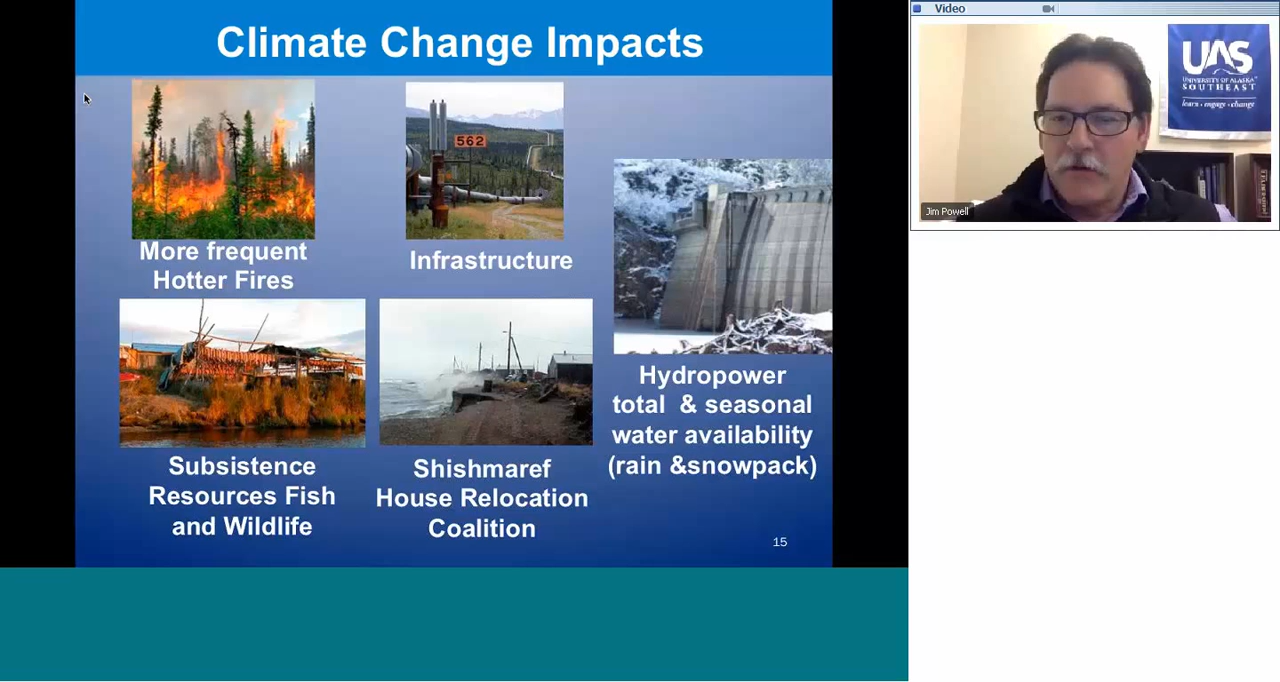 Climate Change Impacts
562
More frequent
Hotter Fires
Infrastructure
Hydropower
total & seasonal
water availability
(rain &snowpack)
Subsistence
Resources Fish
and Wildlife
Shishmaref
House Relocation
Coalition
15
Video
UAS
UNIVERSITY OF ALASKA
SOUTHEAST
learn • engage • change
Jim Powell